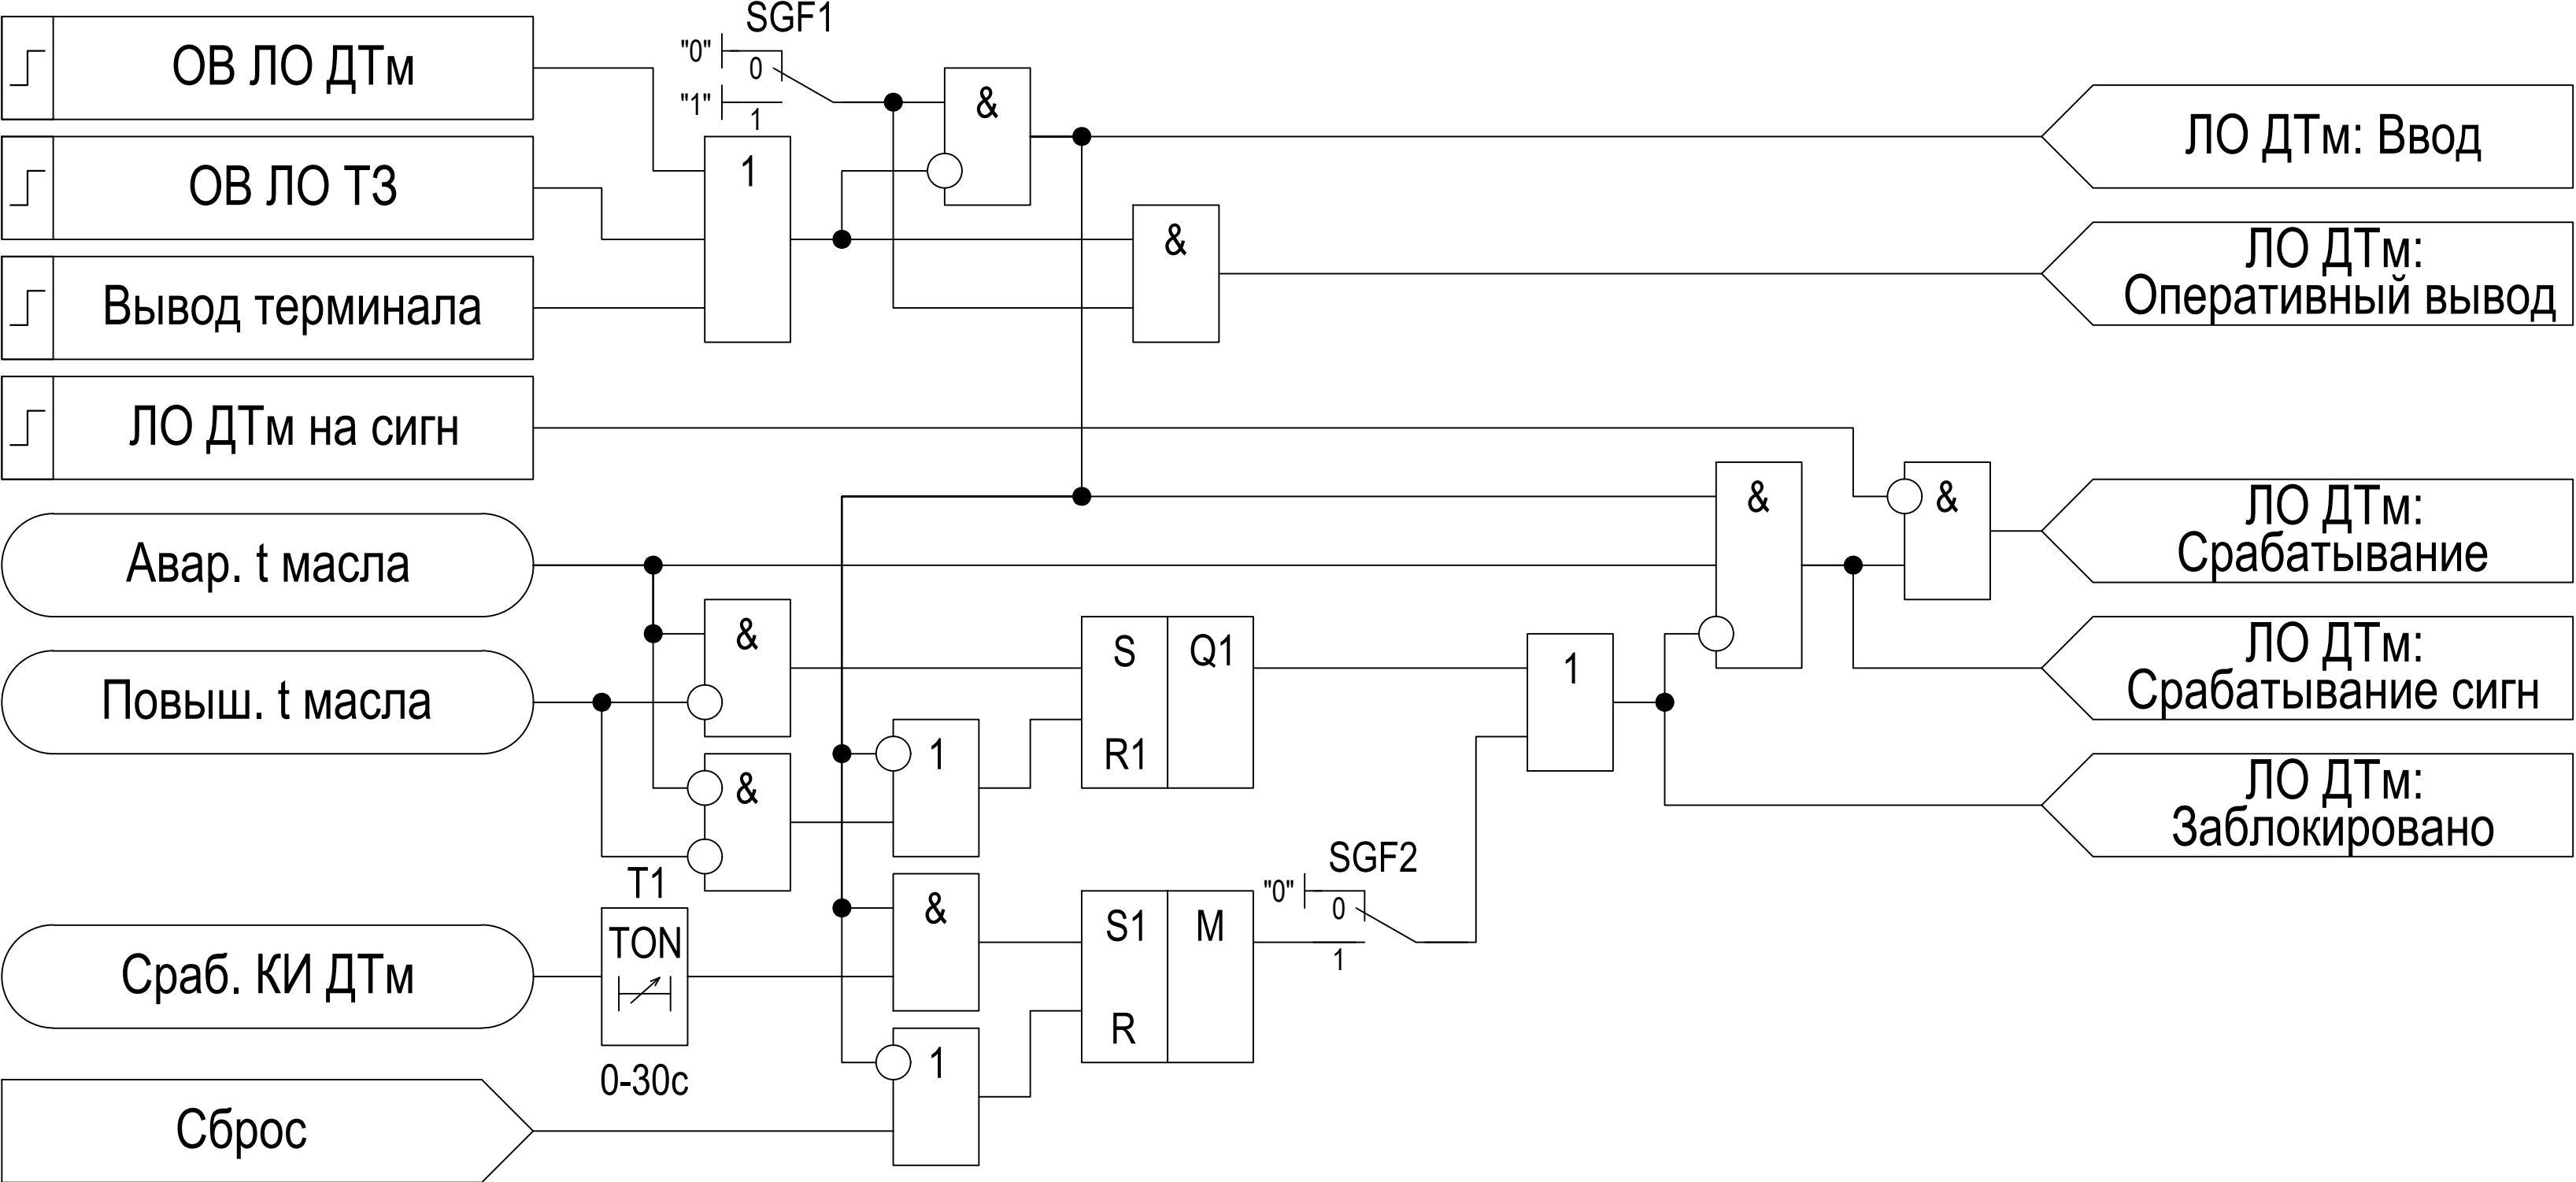 SGF1
"0"
0
"1"
1
ОВ ЛО ДТм
&
1
ЛО ДТм: Ввод
ОВ ЛО ТЗ
&
ЛО ДТм:
Оперативный вывод
Вывод терминала
ЛО ДТм на сигн
&
&
ЛО ДТм:
Срабатывание
Авар. t масла
&
S
Q1
1
ЛО ДТм:
Срабатывание сигн
Повыш. t масла
R1
1
&
ЛО ДТм:
Заблокировано
T1
TON
0-30с
&
S1
M
SGF2
"0"
0
1
Сраб. КИ ДТм
R
1
Сброс